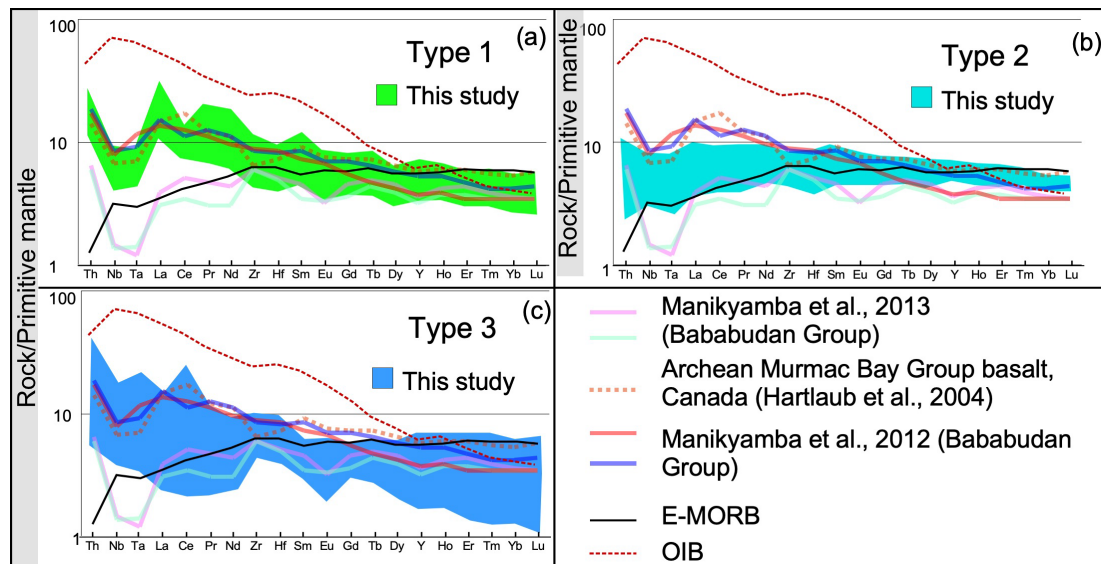 Rock/Primitive mantle
100
10
1
Type 1
(a)
This study
Th Nb Ta La Ce Pr Nd Zr Hf Sm Eu Gd Tb Dy Y Ho Er Tm Yb Lu
Rock/Primitive mantle
100
10
1
Type 2
(b)
This study
Th Nb Ta La Ce Pr Nd Zr Hf Sm Eu Gd Tb Dy Y Ho Er Tm Yb Lu
100
10
1
Type 3
(c)
This study
Th Nb Ta La Ce Pr Nd Zr Hf Sm Eu Gd Tb Dy Y Ho Er Tm Yb Lu
Manikyamba et al., 2013
(Bababudan Group)
Archean Murmac Bay Group basalt,
Canada (Hartlaub et al., 2004)
Manikyamba et al., 2012 (Bababudan
Group)
E-MORB
OIB